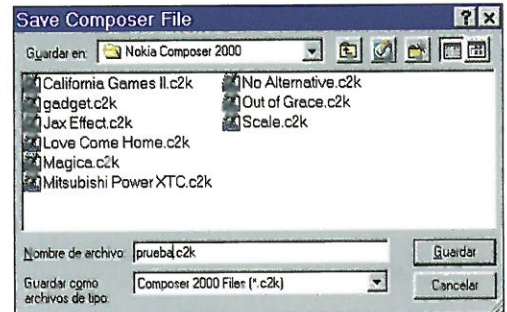 Save Composer File
Guardar en: Nokia Composer 2000
California Games II.c2k
gadget.c2k
Jax Effect.c2k
Love Come Home.c2k
Magica.c2k
Mitsubishi Power XTC.c2k
No Alternative.c2k
Out of Grace.c2k
Scale.c2k
Nombre de archivo: prueba.c2k
Guardar
Guardar como
archivos de tipo: Composer 2000 Files (*.c2k)
Cancelar